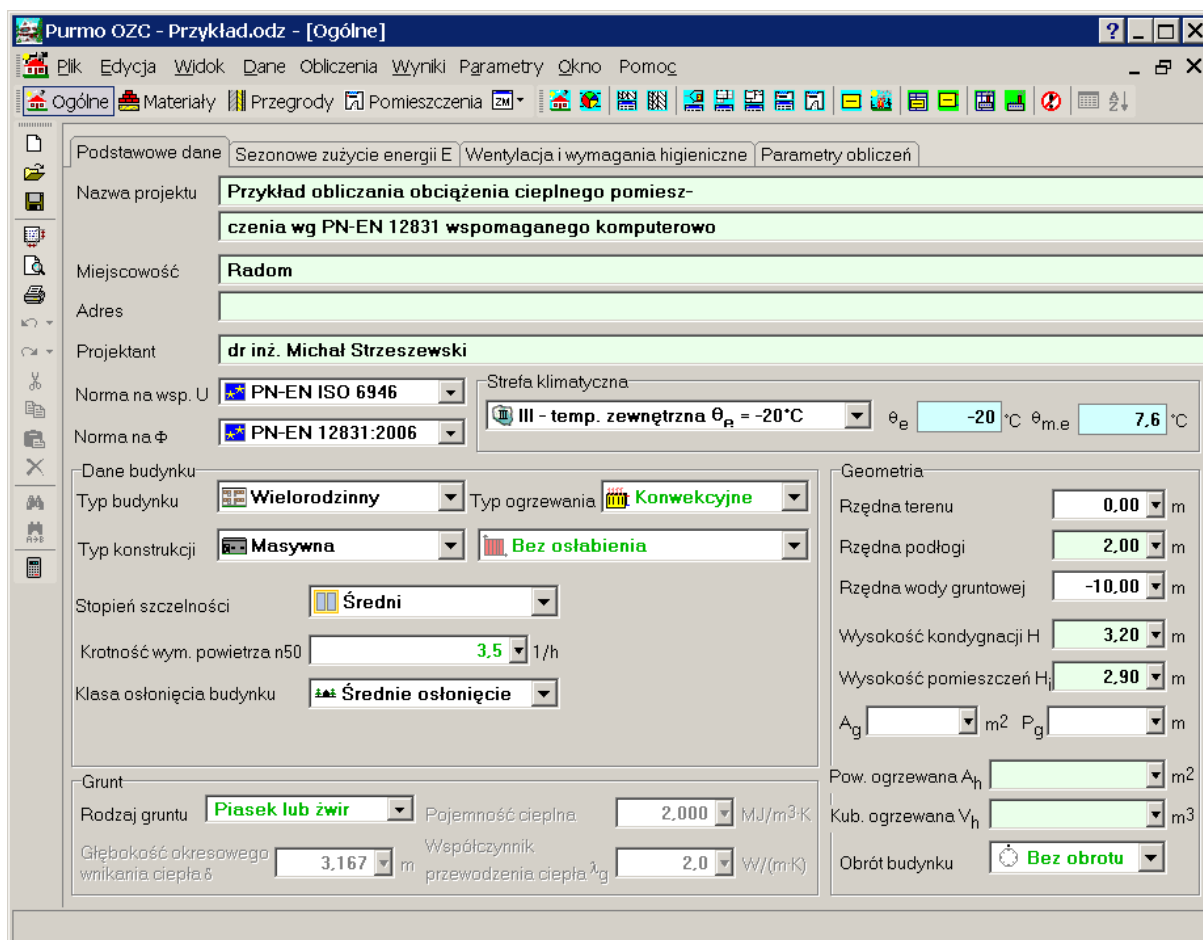 Purmo OZC - Przykład.odz - [Ogólne]
Plik Edycja Widok Dane Obliczenia Wyniki Parametry Okno Pomoc
Ogólne Materiały Przegrody Pomieszczenia ZM
Podstawowe dane Sezonowe zużycie energii E Wentylacja i wymagania higieniczne Parametry obliczeń
Nazwa projektu Przykład obliczania obciążenia cieplnego pomiesz-
czenia wg PN-EN 12831 wspomaganego komputerowo
Miejscowość Radom
Adres
Projektant dr inż. Michał Strzeszewski
Norma na wsp. U PN-EN ISO 6946
Norma na Φ PN-EN 12831:2006
Strefa klimatyczna
III - temp. zewnętrzna θe = -20°C θe -20 °C θm.e 7,6 °C
Dane budynku
Typ budynku Wielorodzinny Typ ogrzewania Konwekcyjne
Typ konstrukcji Masywna Bez osłabienia
Stopień szczelności Średni
Krotność wym. powietrza n50 3,5 1/h
Klasa osłonięcia budynku Średnie osłonięcie
Geometria
Rzędna terenu 0,00 m
Rzędna podłogi 2,00 m
Rzędna wody gruntowej -10,00 m
Wysokość kondygnacji H 3,20 m
Wysokość pomieszczeń Hi 2,90 m
Ag m2 Pg m
Pow. ogrzewana Ah m2
Kub. ogrzewana Vh m3
Obrót budynku Bez obrotu
Grunt
Rodzaj gruntu Piasek lub żwir Pojemność cieplna 2,000 MJ/m3·K
Głębokość okresowego
wnikania ciepła δ 3,167 m
Współczynnik
przewodzenia ciepła λg 2,0 W/(m·K)